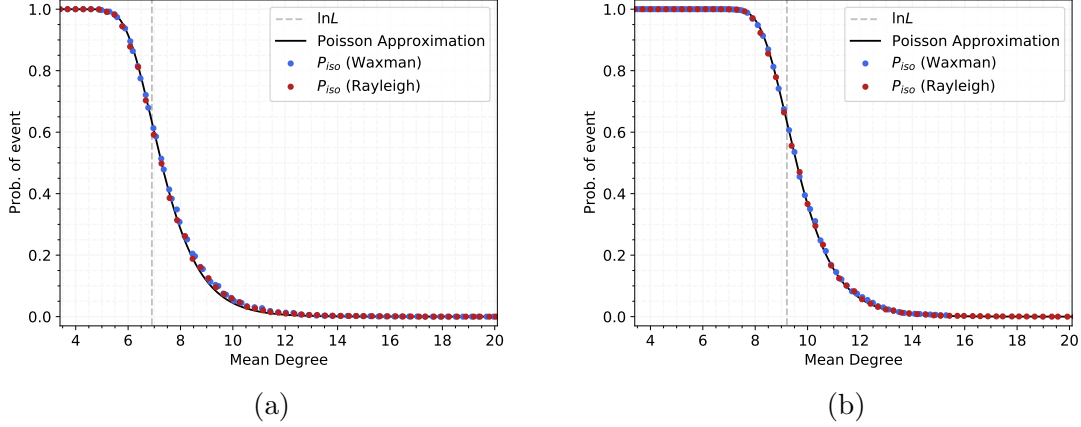 1.0
0.8
0.6
0.4
0.2
0.0
Prob. of event
4 6 8 10 12 14 16 18 20
Mean Degree
lnL
Poisson Approximation
P_iso (Waxman)
P_iso (Rayleigh)
(a)
1.0
0.8
0.6
0.4
0.2
0.0
Prob. of event
4 6 8 10 12 14 16 18 20
Mean Degree
lnL
Poisson Approximation
P_iso (Waxman)
P_iso (Rayleigh)
(b)